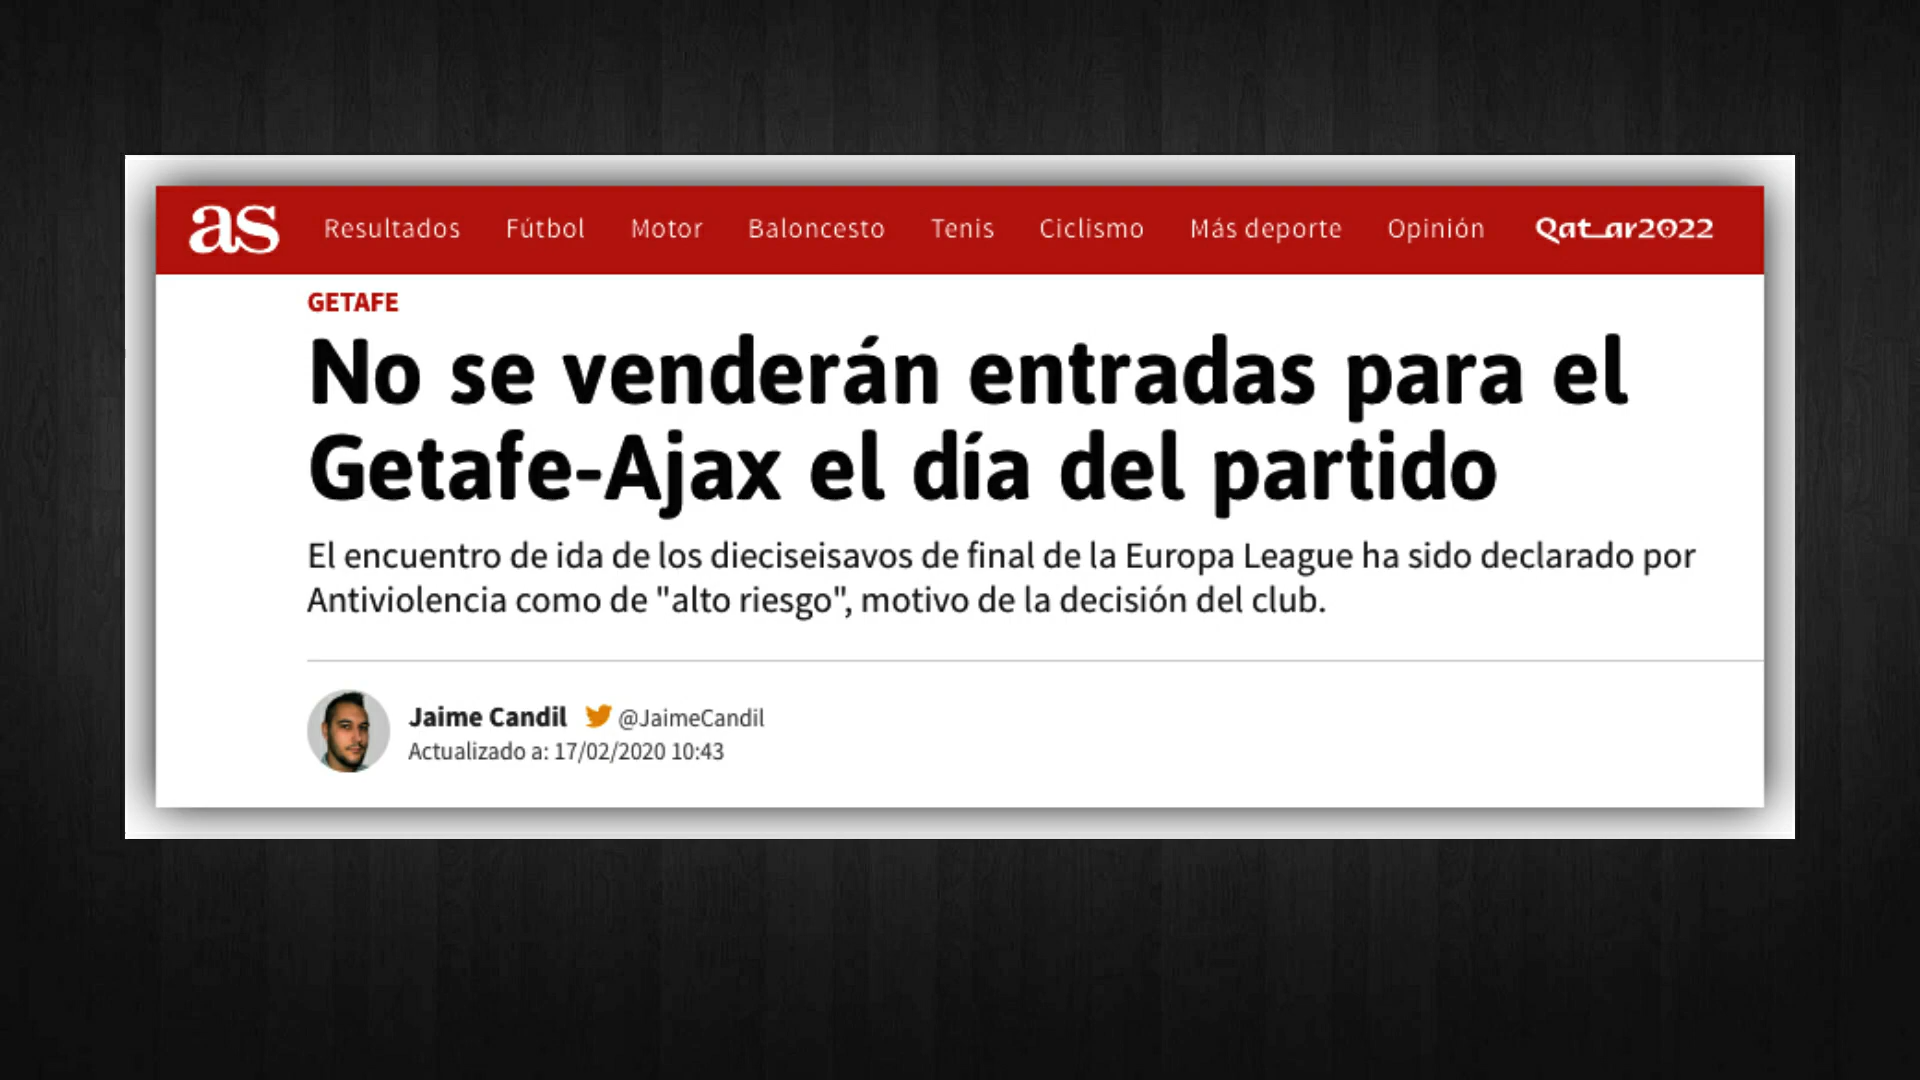 as Resultados Fútbol Motor Baloncesto Tenis Ciclismo Más deporte Opinión Qatar2022
GETAFE
No se venderán entradas para el
Getafe-Ajax el día del partido
El encuentro de ida de los dieciseisavos de final de la Europa League ha sido declarado por
Antiviolencia como de "alto riesgo", motivo de la decisión del club.
Jaime Candil @JaimeCandil
Actualizado a: 17/02/2020 10:43